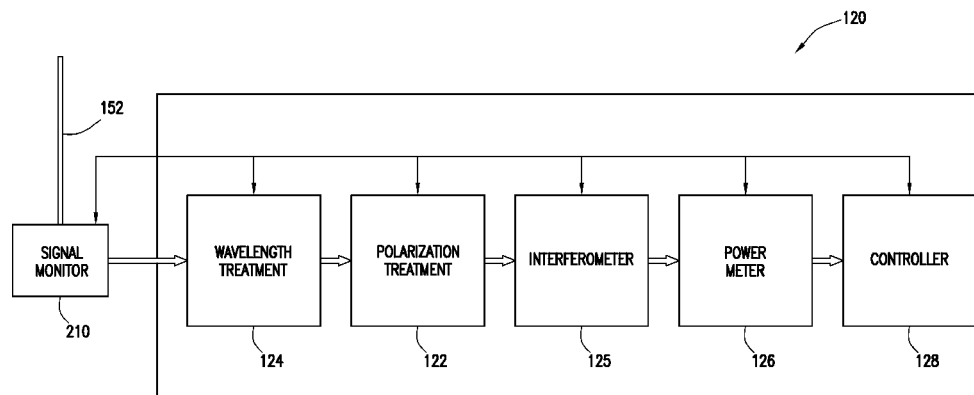 120
152
SIGNAL
MONITOR
WAVELENGTH
TREATMENT
POLARIZATION
TREATMENT
INTERFEROMETER
POWER
METER
CONTROLLER
210
124
122
125
126
128